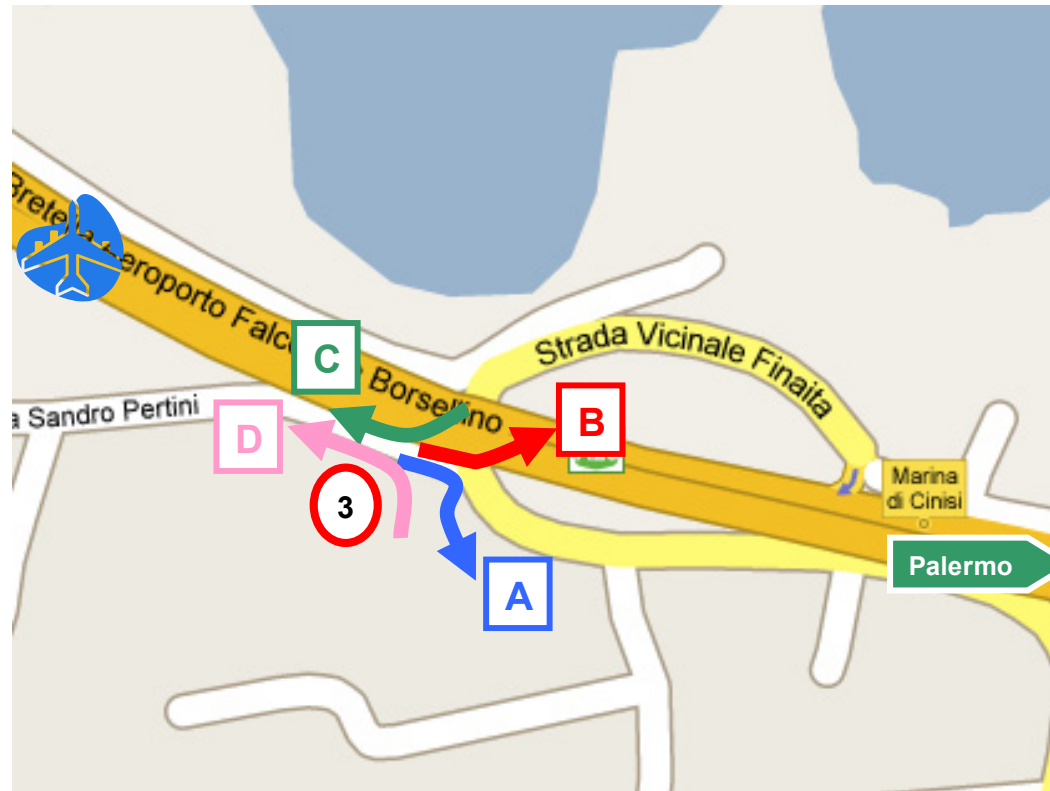 Bretella Aeroporto Falcone Borsellino
Strada Vicinale Finaita
C
a Sandro Pertini
D
B
3
Marina
di Cinisi
Palermo
A